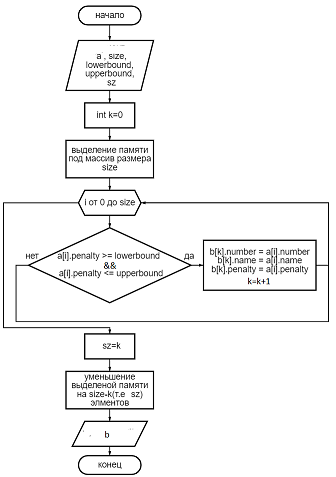 начало
a , size,
lowerbound,
upperbound,
sz
int k=0
выделение памяти
под массив размера
size
i от 0 до size
нет
a[i].penalty >= lowerbound
&&
a[i].penalty <= upperbound
да
b[k].number = a[i].number
b[k].name = a[i].name
b[k].penalty = a[i].penalty
k=k+1
sz=k
уменьшение
выделеной памяти
на size-k(т.е sz)
элментов
b
конец